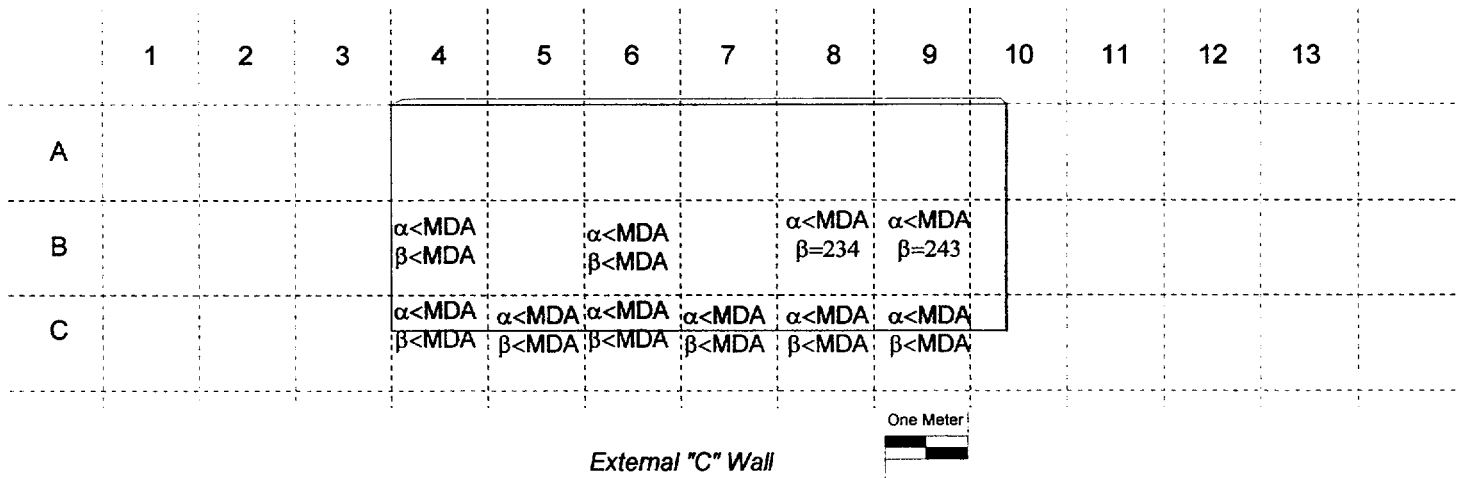 1 2 3 4 5 6 7 8 9 10 11 12 13
A
B α<MDA α<MDA α<MDA α<MDA
β<MDA β<MDA β=234 β=243
C α<MDA α<MDA α<MDA α<MDA α<MDA α<MDA
β<MDA β<MDA β<MDA β<MDA β<MDA β<MDA
One Meter
External "C" Wall